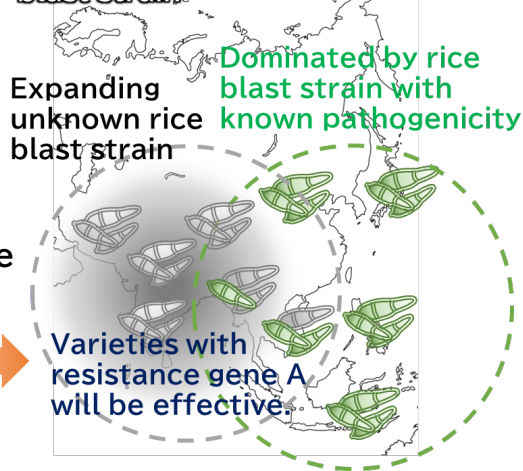 Expanding
unknown rice
blast strain
Dominated by rice
blast strain with
known pathogenicity
Varieties with
resistance gene A
will be effective.